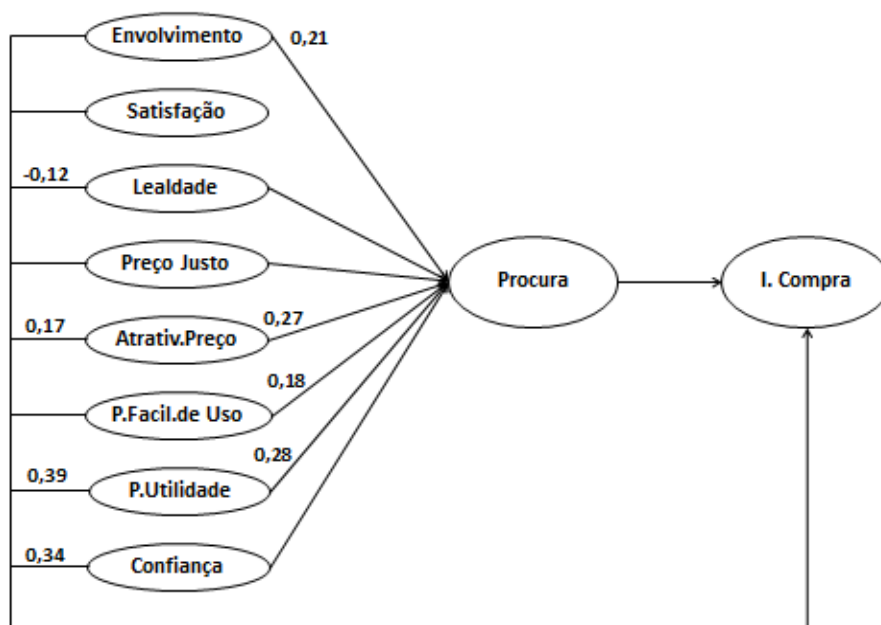 Envolvimento
0,21
Satisfação
-0,12
Lealdade
Preço Justo
Procura
I. Compra
0,17
Atrativ.Preço
0,27
P.Facil.de Uso
0,18
0,39
P.Utilidade
0,28
0,34
Confiança